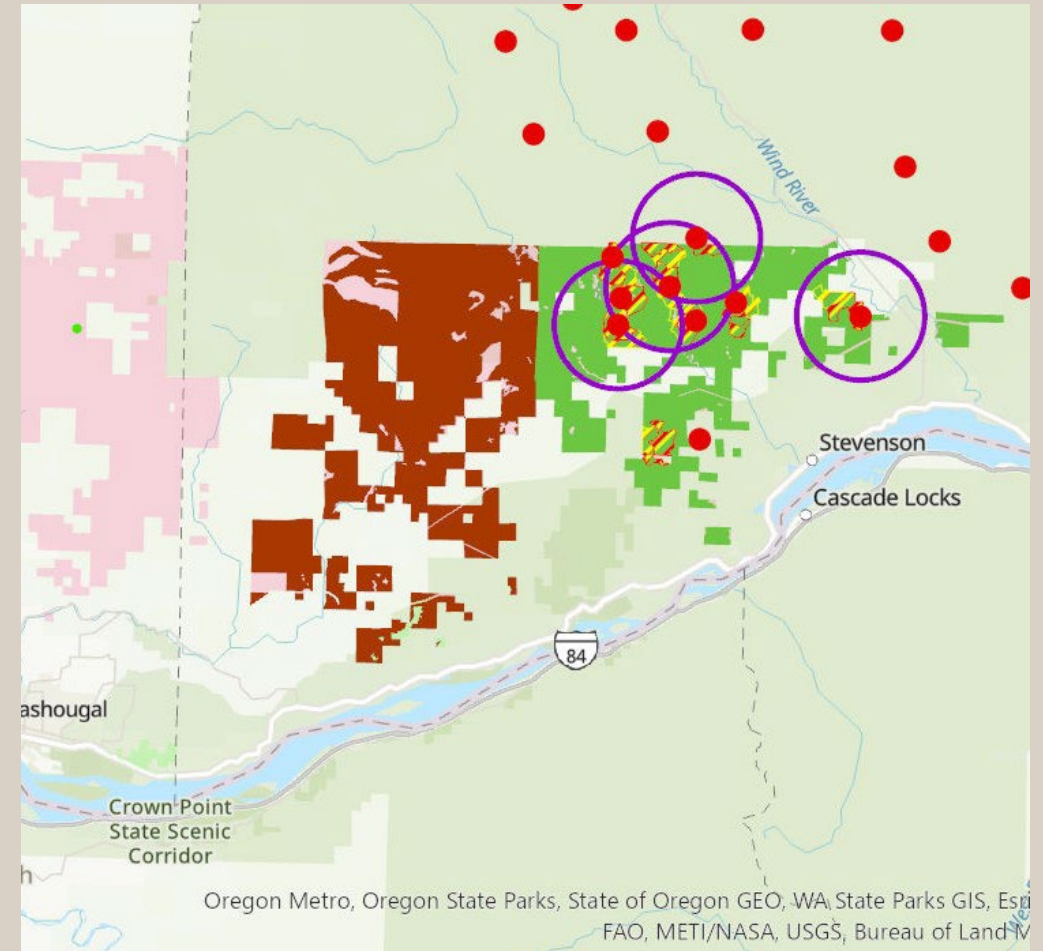 Wind River
Stevenson
Cascade Locks
84
ashougal
Crown Point
State Scenic
Corridor
h
Oregon Metro, Oregon State Parks, State of Oregon GEO, WA State Parks GIS, Esri
FAO, METI/NASA, USGS, Bureau of Land M